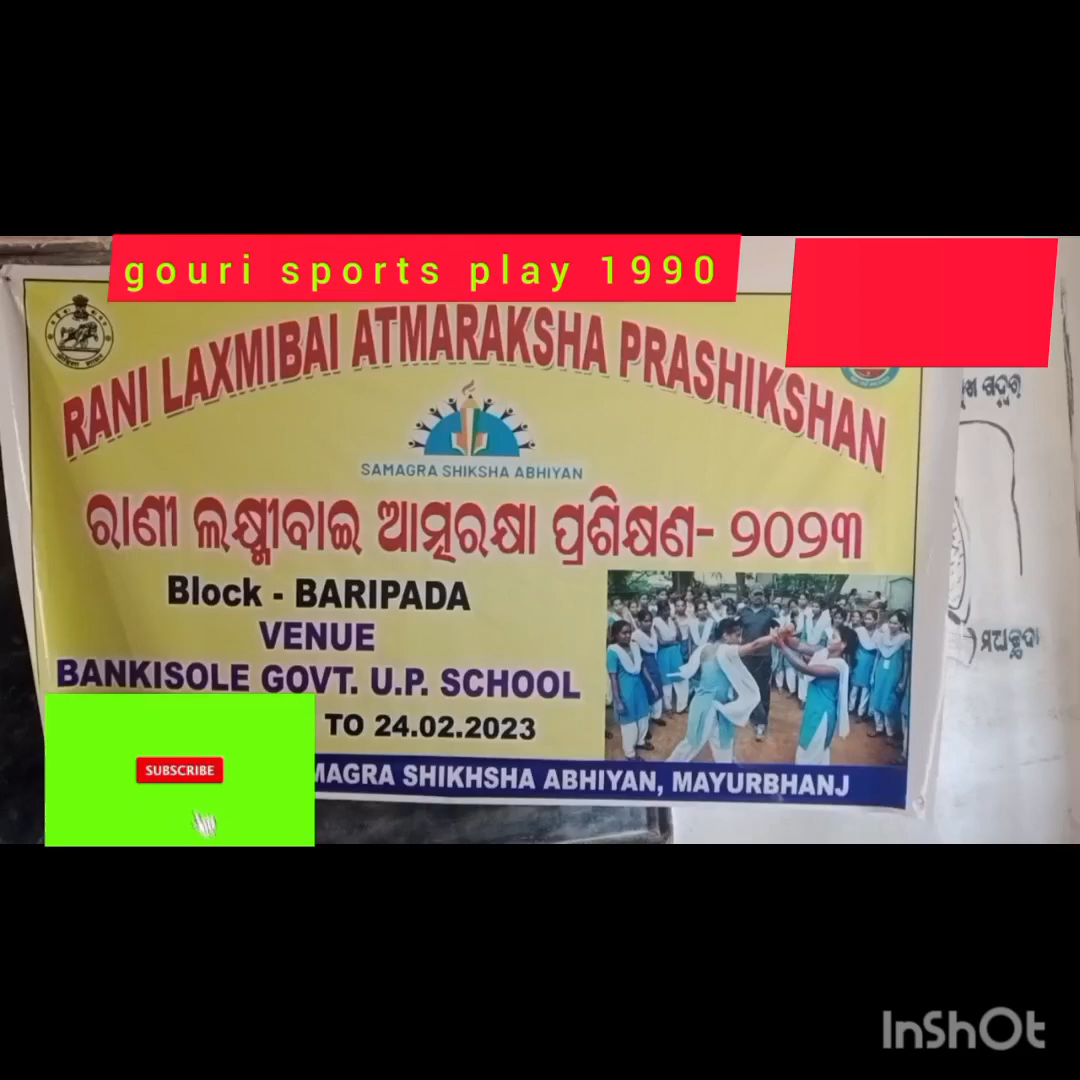 gouri sports play 1990
RANI LAXMIBAI ATMARAKSHA PRASHIKSHAN
SAMAGRA SHIKSHA ABHIYAN
ରାଣୀ ଲକ୍ଷ୍ମୀବାଇ ଆତ୍ମରକ୍ଷା ପ୍ରଶିକ୍ଷଣ- ୨୦୨୩
Block - BARIPADA
VENUE
BANKISOLE GOVT. U.P. SCHOOL
TO 24.02.2023
SUBSCRIBE
MAGRA SHIKHSHA ABHIYAN, MAYURBHANJ
InShOt